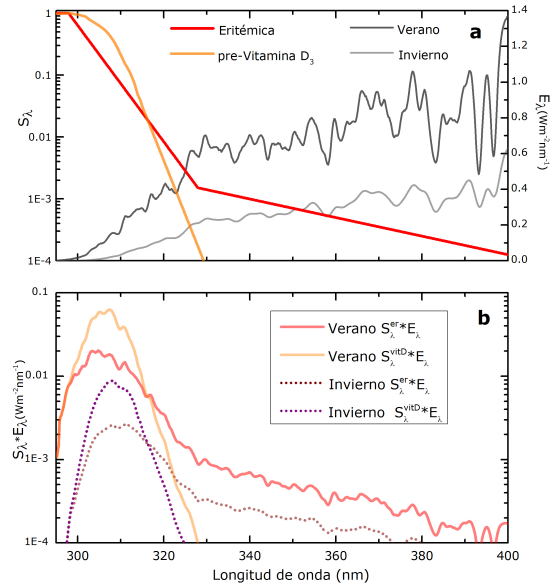 Eritémica
pre-Vitamina D3
Verano
Invierno
a
Sλ
1
0.1
0.01
1E-3
1E-4
1.4
1.2
1.0
0.8
0.6
0.4
0.2
0.0
Eλ(Wm-2nm-1)
b
Verano Sλer*Eλ
Verano SλvitD*Eλ
Invierno Sλer*Eλ
Invierno SλvitD*Eλ
Sλ*Eλ(Wm-2nm-1)
0.1
0.01
1E-3
1E-4
300 320 340 360 380 400
Longitud de onda (nm)